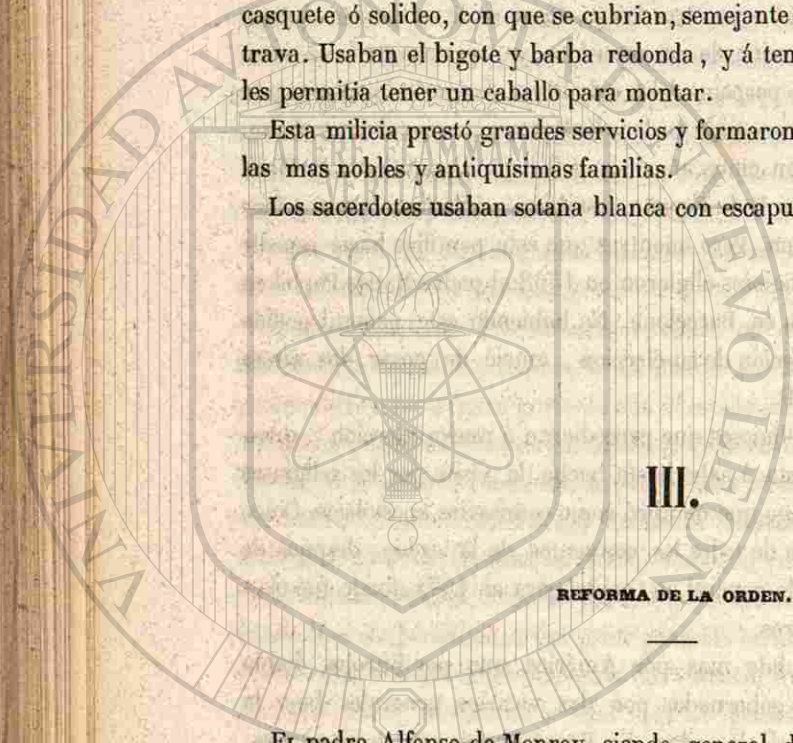 casquete ó solideo, con que se cubrian, semejante
trava. Usaban el bigote y barba redonda, y á ten
les permitia tener un caballo para montar.
Esta milicia prestó grandes servicios y formaron
las mas nobles y antiquísimas familias.
Los sacerdotes usaban sotana blanca con escapu
III.
REFORMA DE LA ORDEN.
El padre Alfonso de Monroy, siendo general d